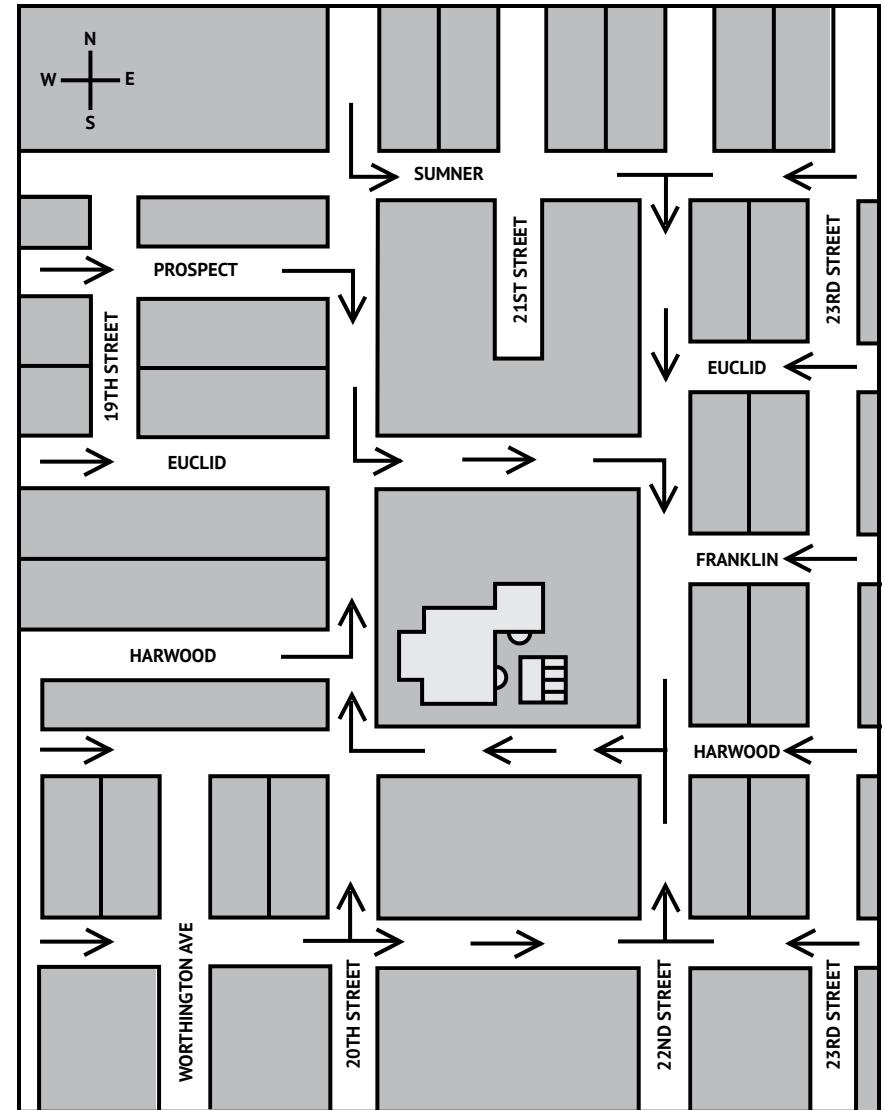 N
W E
S
SUMNER
21ST STREET
23RD STREET
PROSPECT
19TH STREET
EUCLID
EUCLID
FRANKLIN
HARWOOD
HARWOOD
WORTHINGTON AVE
20TH STREET
22ND STREET
23RD STREET